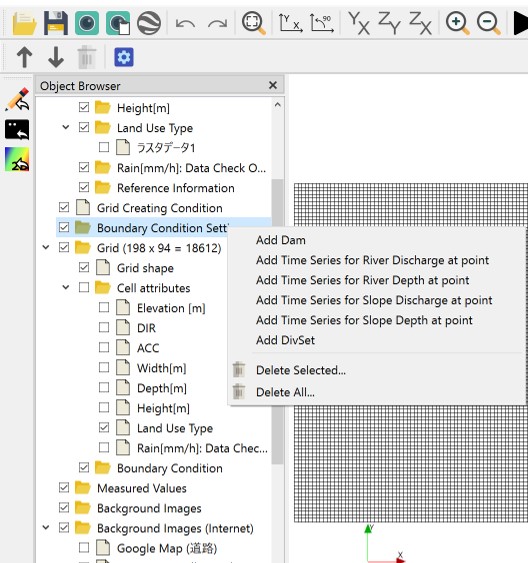 Y
X
90
YX
ZY
ZX
Object Browser
Height[m]
Land Use Type
ラスタデータ1
Rain[mm/h]: Data Check O...
Reference Information
Grid Creating Condition
Boundary Condition Setti
Add Dam
Grid (198 x 94 = 18612)
Add Time Series for River Discharge at point
Grid shape
Add Time Series for River Depth at point
Cell attributes
Add Time Series for Slope Discharge at point
Elevation [m]
Add Time Series for Slope Depth at point
DIR
Add DivSet
ACC
Width[m]
Delete Selected...
Depth[m]
Delete All...
Height[m]
Land Use Type
Rain[mm/h]: Data Chec...
Boundary Condition
Measured Values
Background Images
Background Images (Internet)
Y
Google Map (道路)
X